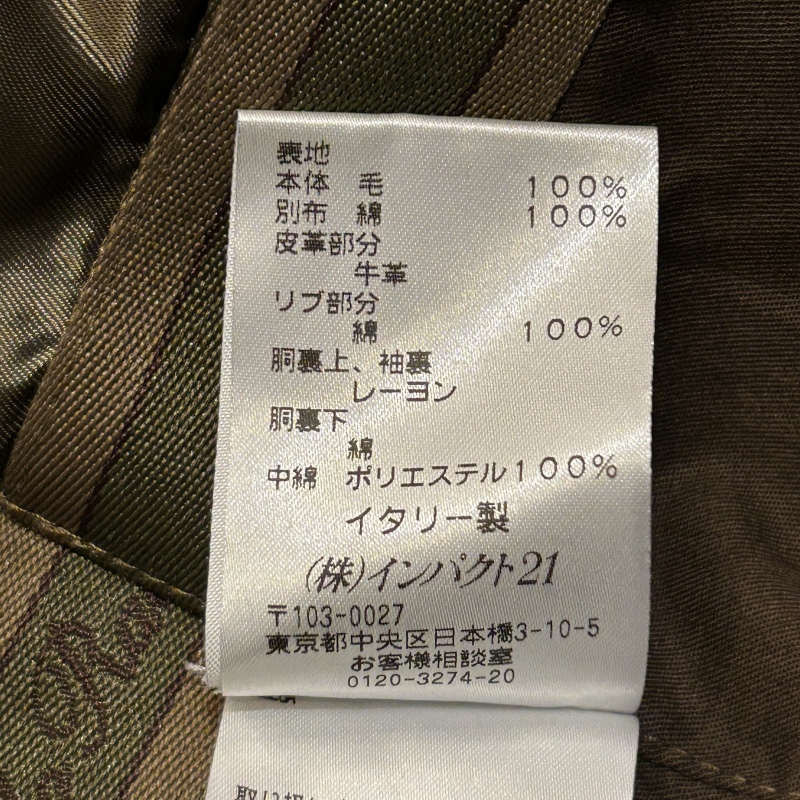 表地
本体 毛 100%
別布 綿 100%
皮革部分
牛革
リブ部分
綿 100%
胴裏上、袖裏
レーヨン
胴裏下
綿
中綿 ポリエステル100%
イタリー製
(株)インパクト21
〒103-0027
東京都中央区日本橋3-10-5
お客様相談室
0120-3274-20